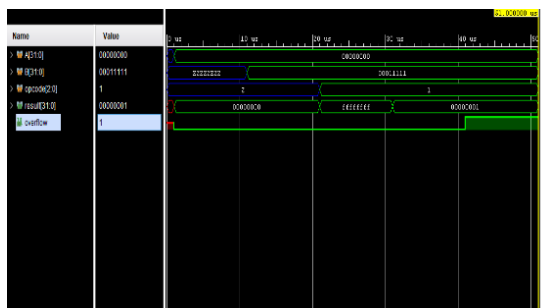 61.000000 us
Name Value 0 us 10 us 20 us 30 us 40 us
A[31:0] 00000000 00000000
B[31:0] 00011111 ZZZZZZZZ 00011111
opcode[2:0] 1 Z 1
result[31:0] 00000001 00000000 ffffffff 00000001
overflow 1